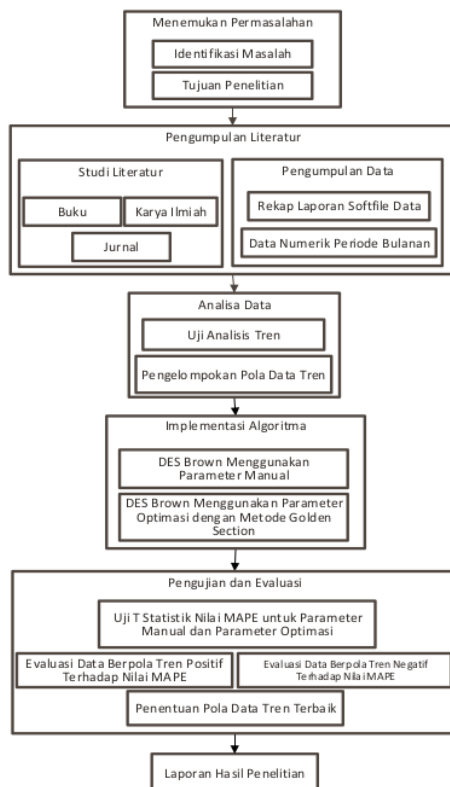 Menemukan Permasalahan
Identifikasi Masalah
Tujuan Penelitian
Pengumpulan Literatur
Studi Literatur
Buku
Karya Ilmiah
Jurnal
Pengumpulan Data
Rekap Laporan Softfile Data
Data Numerik Periode Bulanan
Analisa Data
Uji Analisis Tren
Pengelompokan Pola Data Tren
Implementasi Algoritma
DES Brown Menggunakan
Parameter Manual
DES Brown Menggunakan Parameter
Optimasi dengan Metode Golden
Section
Pengujian dan Evaluasi
Uji T Statistik Nilai MAPE untuk Parameter
Manual dan Parameter Optimasi
Evaluasi Data Berpola Tren Positif
Terhadap Nilai MAPE
Evaluasi Data Berpola Tren Negatif
Terhadap Nilai MAPE
Penentuan Pola Data Tren Terbaik
Laporan Hasil Penelitian